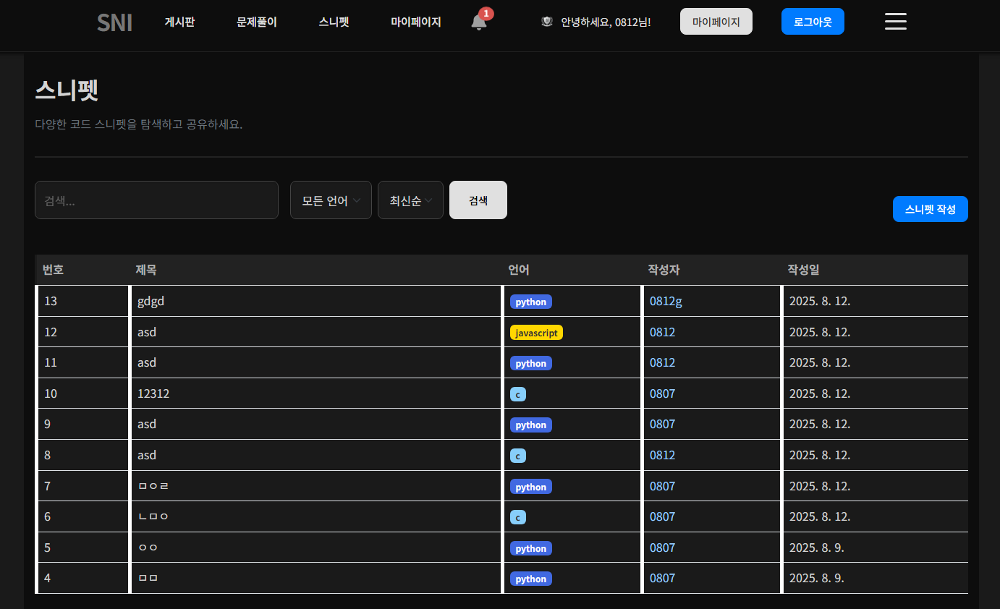 SNI 게시판 문제풀이 스니펫 마이페이지 1 안녕하세요, 0812님! 마이페이지 로그아웃
스니펫
다양한 코드 스니펫을 탐색하고 공유하세요.
검색... 모든 언어 최신순 검색
스니펫 작성
번호 제목 언어 작성자 작성일
13 gdgd python 0812g 2025. 8. 12.
12 asd javascript 0812 2025. 8. 12.
11 asd python 0812 2025. 8. 12.
10 12312 c 0807 2025. 8. 12.
9 asd python 0807 2025. 8. 12.
8 asd c 0812 2025. 8. 12.
7 ㅁㅇㄹ python 0807 2025. 8. 12.
6 ㄴㅁㅇ c 0807 2025. 8. 12.
5 ㅇㅇ python 0807 2025. 8. 9.
4 ㅁㅁ python 0807 2025. 8. 9.